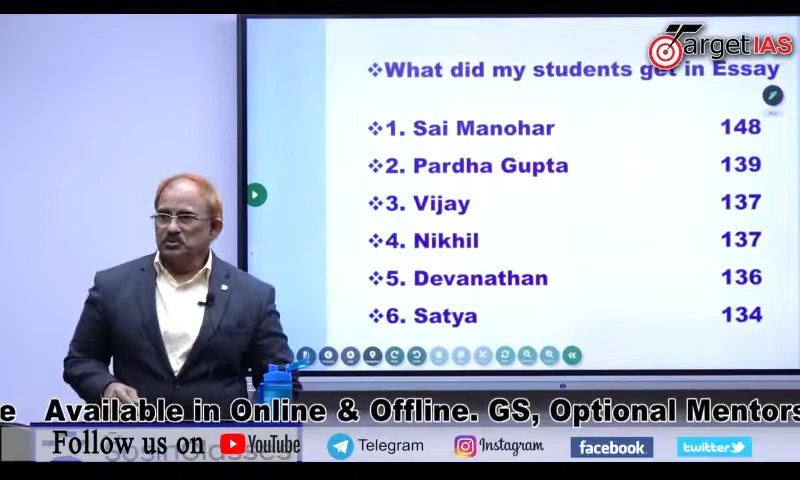 Target IAS
❖What did my students get in Essay
❖1. Sai Manohar 148
❖2. Pardha Gupta 139
❖3. Vijay 137
❖4. Nikhil 137
❖5. Devanathan 136
❖6. Satya 134
e Available in Online & Offline. GS, Optional Mentors
Follow us on YouTube Telegram Instagram facebook twitter